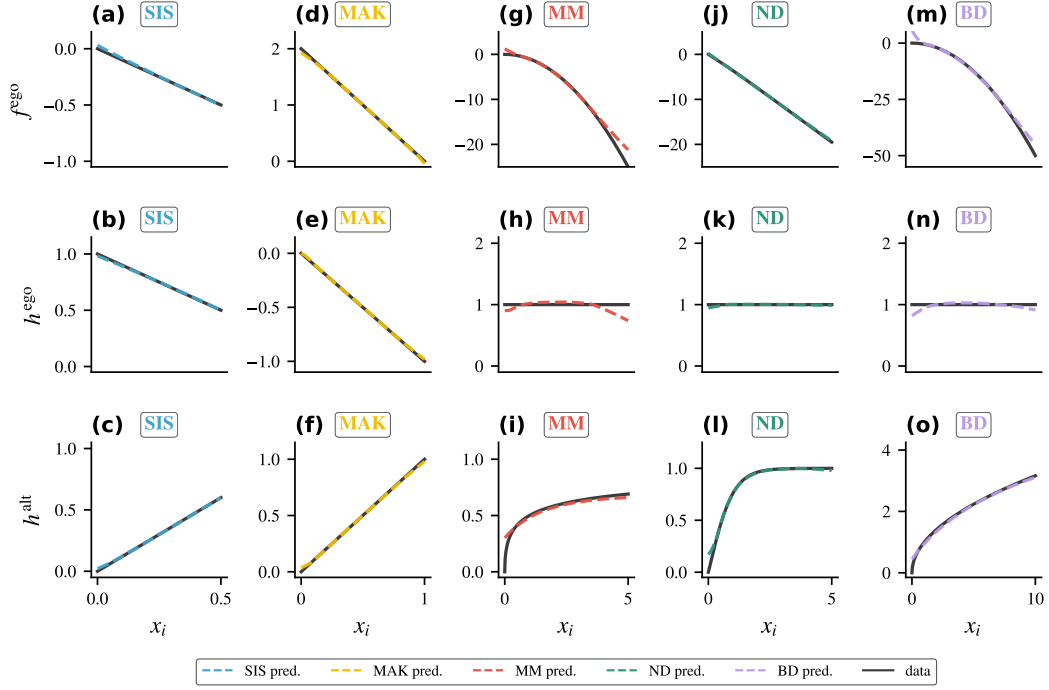 (a) SIS (d) MAK (g) MM (j) ND (m) BD
f^ego
0.0 −0.5 −1.0
2 1 0
0 −10 −20
0 −10 −20
0 −25 −50
(b) SIS (e) MAK (h) MM (k) ND (n) BD
h^ego
1.0 0.5 0.0
0.0 −0.5 −1.0
2 1 0
2 1 0
2 1 0
(c) SIS (f) MAK (i) MM (l) ND (o) BD
h^alt
1.0 0.5 0.0
1.0 0.5 0.0
1.0 0.5 0.0
1.0 0.5 0.0
4 2 0
0.0 0.5 0 1 0 5 0 5 0 10
x_i x_i x_i x_i x_i
SIS pred. MAK pred. MM pred. ND pred. BD pred. data